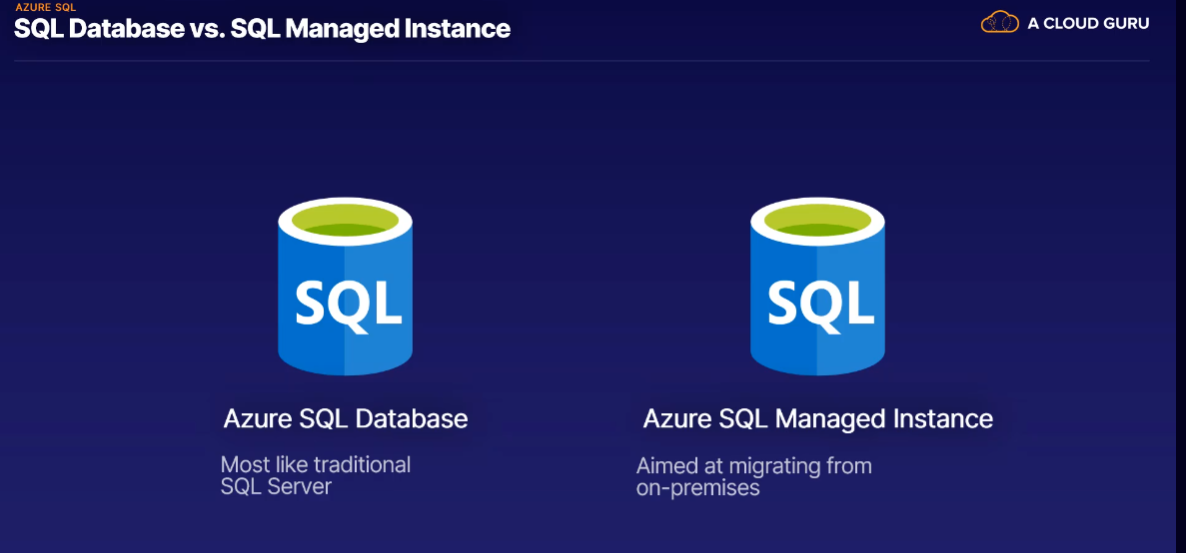 AZURE SQL
SQL Database vs. SQL Managed Instance
A CLOUD GURU
SQL
SQL
Azure SQL Database
Azure SQL Managed Instance
Most like traditional
SQL Server
Aimed at migrating from
on-premises